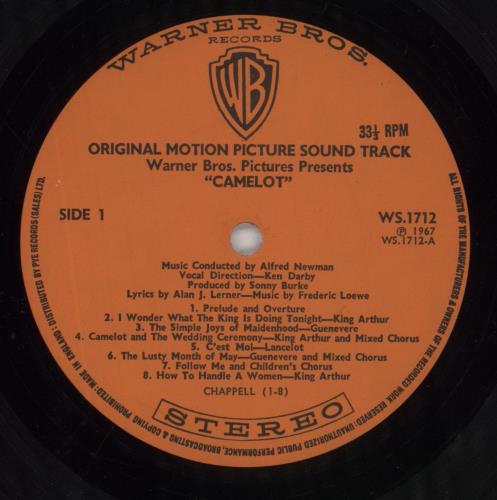 WARNER BROS.
RECORDS
WB
33⅓ RPM
ORIGINAL MOTION PICTURE SOUND TRACK
Warner Bros. Pictures Presents
"CAMELOT"
SIDE 1
WS.1712
Ⓟ 1967
WS.1712-A
Music Conducted by Alfred Newman
Vocal Direction—Ken Darby
Produced by Sonny Burke
Lyrics by Alan J. Lerner—Music by Frederic Loewe
1. Prelude and Overture
2. I Wonder What The King Is Doing Tonight—King Arthur
3. The Simple Joys of Maidenhood—Guenevere
4. Camelot and The Wedding Ceremony—King Arthur and Mixed Chorus
5. C'est Moi—Lancelot
6. The Lusty Month of May—Guenevere and Mixed Chorus
7. Follow Me and Children's Chorus
8. How To Handle A Women—King Arthur
CHAPPELL (1-8)
STEREO
ALL RIGHTS OF THE MANUFACTURERS & OWNERS OF THE RECORDED WORK RESERVED: UNAUTHORIZED PUBLIC PERFORMANCE, BROADCASTING & COPYING PROHIBITED: MADE IN ENGLAND: DISTRIBUTED BY PYE RECORDS (SALES) LTD.